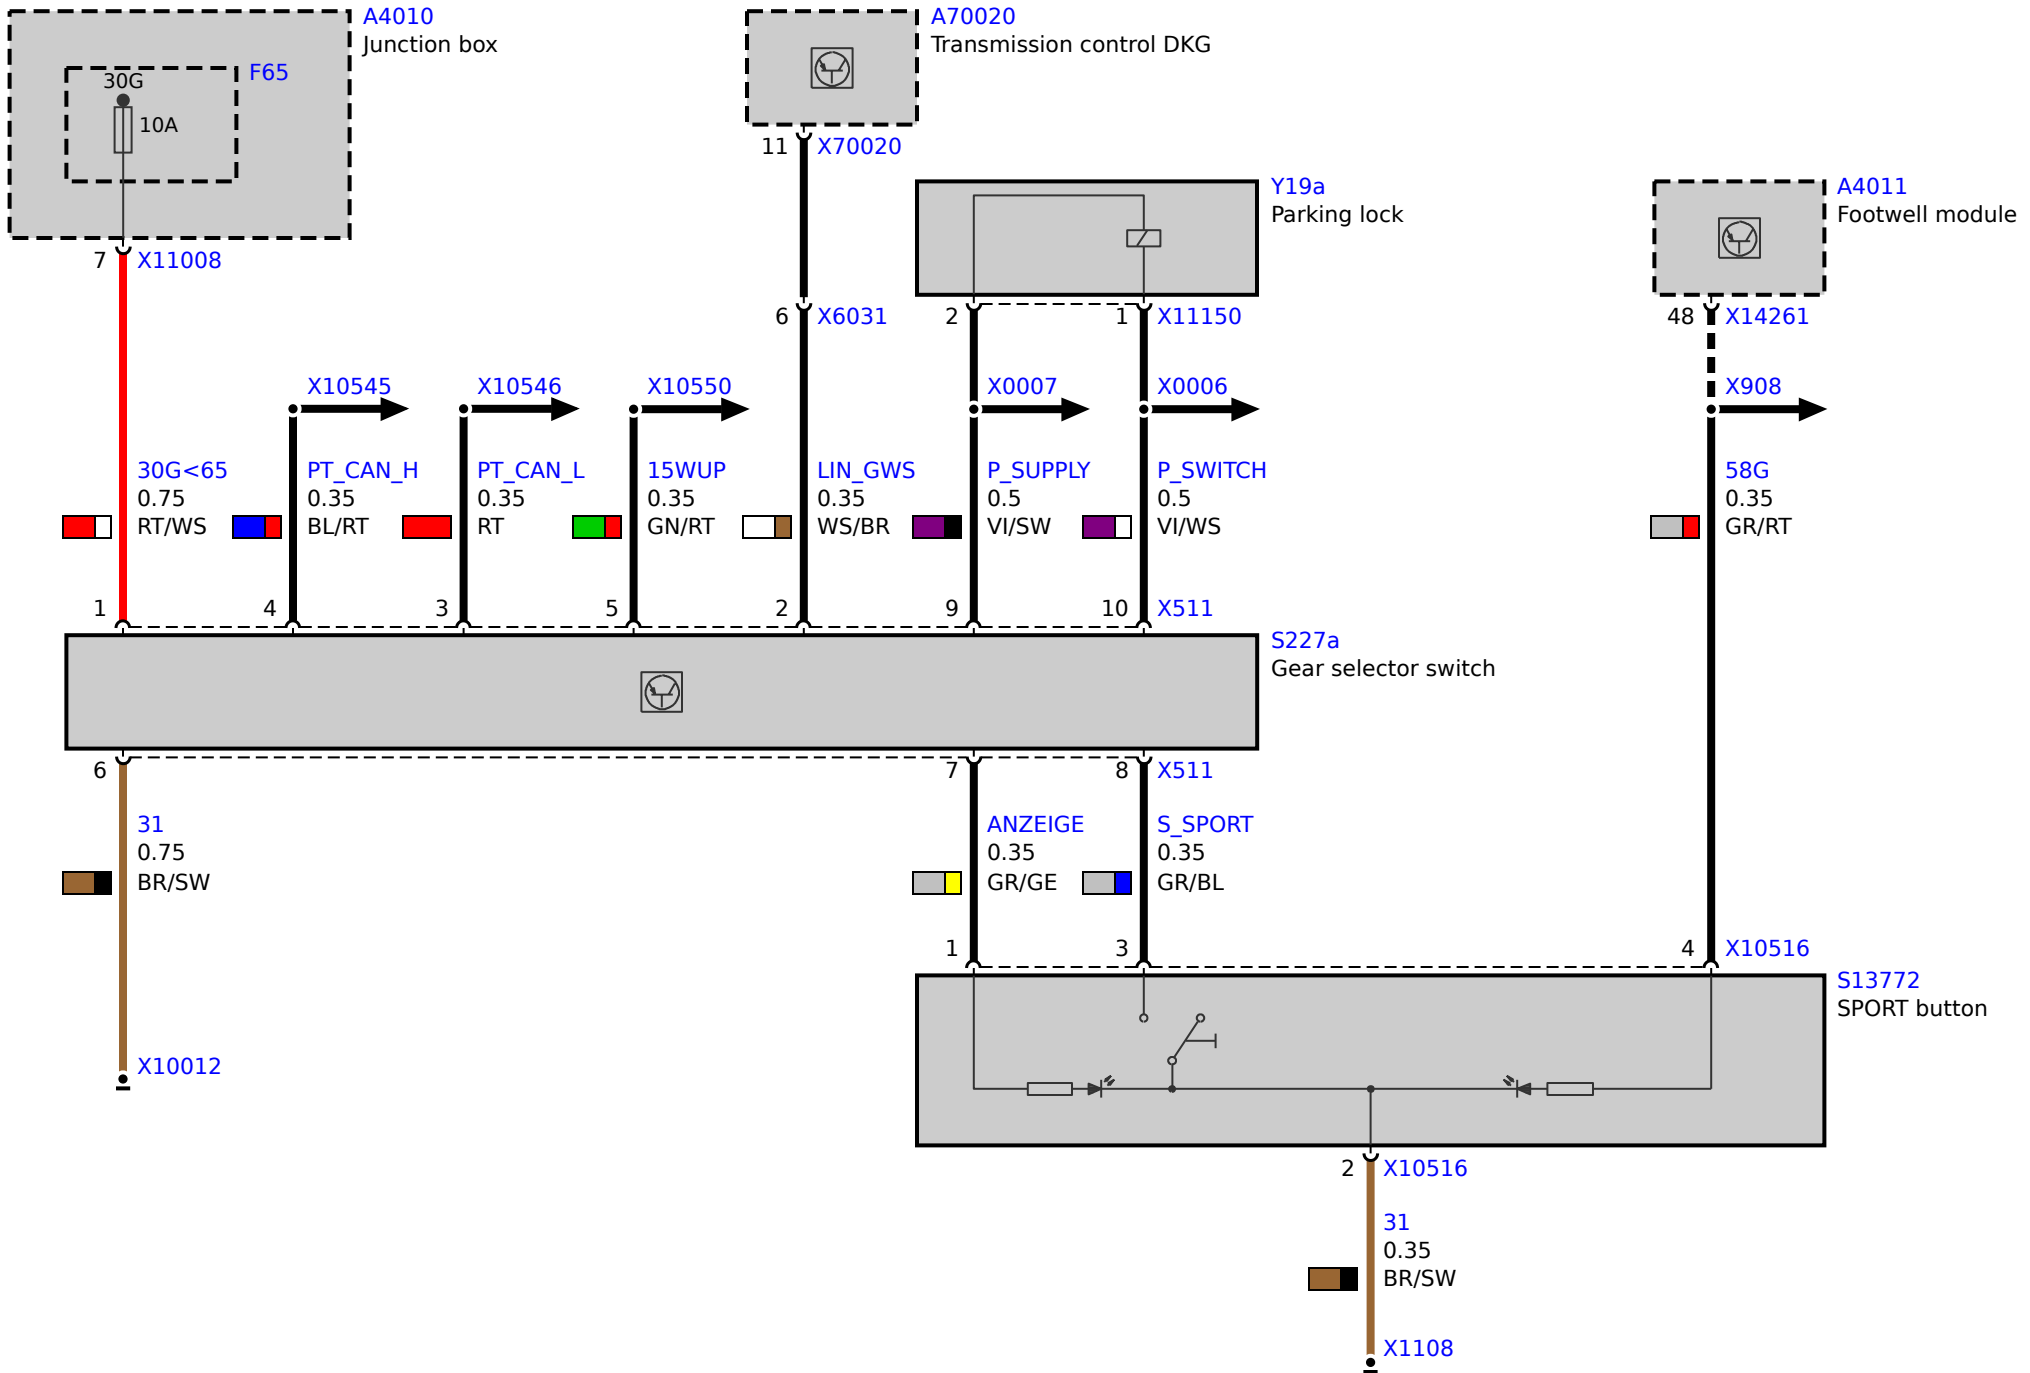 A4010
Junction box
F65
30G
10A
7 X11008
A70020
Transmission control DKG
11 X70020
6 X6031
Y19a
Parking lock
2
1 X11150
A4011
Footwell module
48 X14261
X10545
X10546
X10550
X0007
X0006
X908
30G<65
0.75
RT/WS
PT_CAN_H
0.35
BL/RT
PT_CAN_L
0.35
RT
15WUP
0.35
GN/RT
LIN_GWS
0.35
WS/BR
P_SUPPLY
0.5
VI/SW
P_SWITCH
0.5
VI/WS
58G
0.35
GR/RT
1
4
3
5
2
9
10 X511
S227a
Gear selector switch
6
7
8 X511
31
0.75
BR/SW
ANZEIGE
0.35
GR/GE
S_SPORT
0.35
GR/BL
1
3
4 X10516
S13772
SPORT button
X10012
2 X10516
31
0.35
BR/SW
X1108